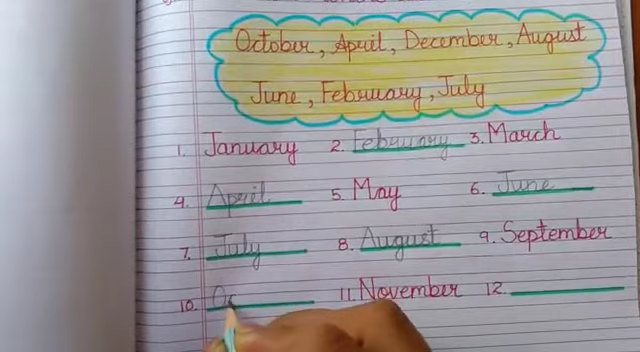 October, April, December, August
June, February, July
1. January 2. February 3. March
4. April 5. May 6. June
7. July 8. August 9. September
10. Oc 11. November 12.